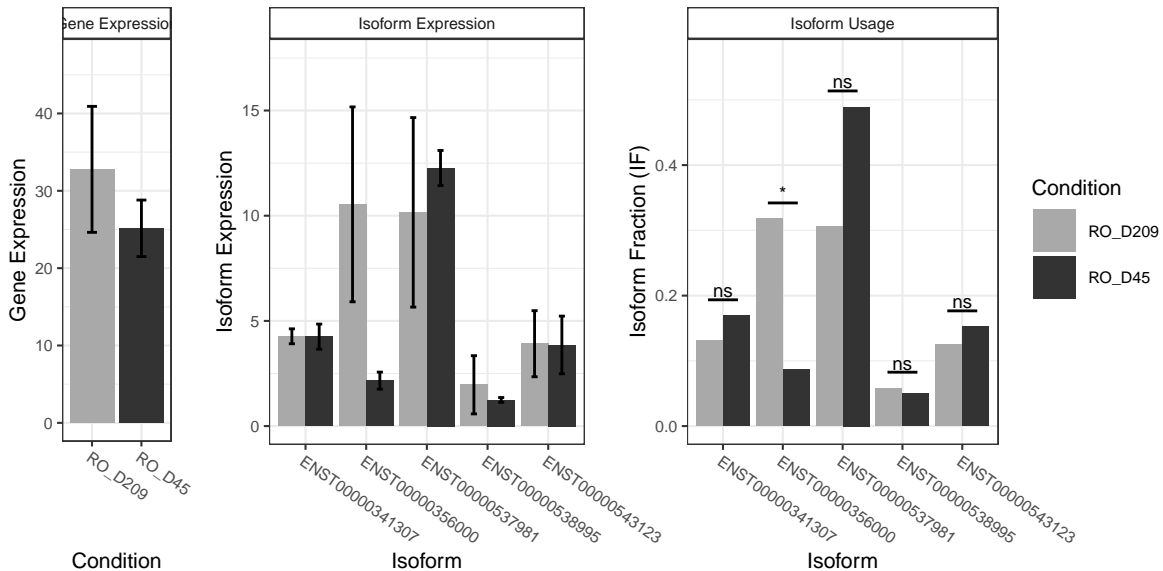 Gene Expression
Isoform Expression
Isoform Usage
Gene Expression
40
30
20
10
0
RO_D209
RO_D45
Condition
Isoform Expression
15
10
5
0
ENST00000341307
ENST00000356000
ENST00000537981
ENST00000538995
ENST00000543123
Isoform
Isoform Fraction (IF)
0.4
0.2
0.0
ns
*
ns
ns
ns
ENST00000341307
ENST00000356000
ENST00000537981
ENST00000538995
ENST00000543123
Isoform
Condition
RO_D209
RO_D45